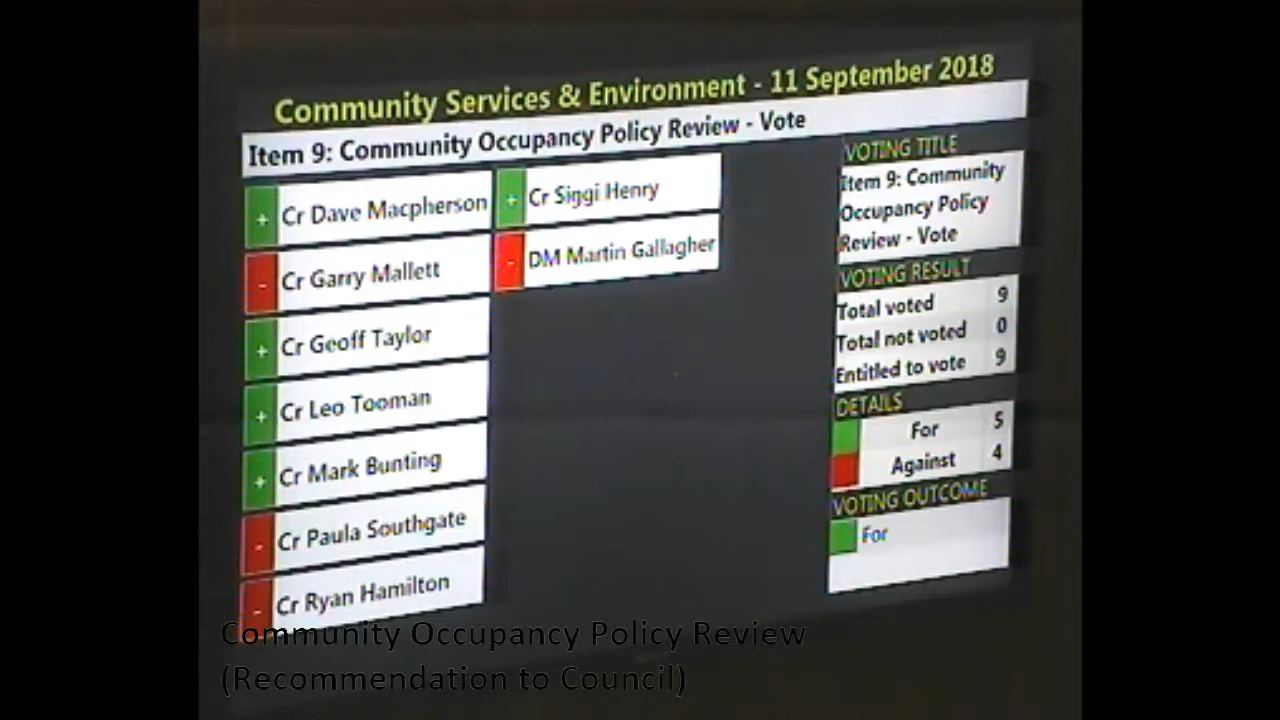 Community Services & Environment - 11 September 2018
Item 9: Community Occupancy Policy Review - Vote
+ Cr Dave Macpherson
- Cr Garry Mallett
+ Cr Geoff Taylor
+ Cr Leo Tooman
+ Cr Mark Bunting
- Cr Paula Southgate
- Cr Ryan Hamilton
+ Cr Siggi Henry
- DM Martin Gallagher
VOTING TITLE
Item 9: Community
Occupancy Policy
Review - Vote
VOTING RESULT
Total voted 9
Total not voted 0
Entitled to vote 9
DETAILS
For 5
Against 4
VOTING OUTCOME
For
Community Occupancy Policy Review
(Recommendation to Council)